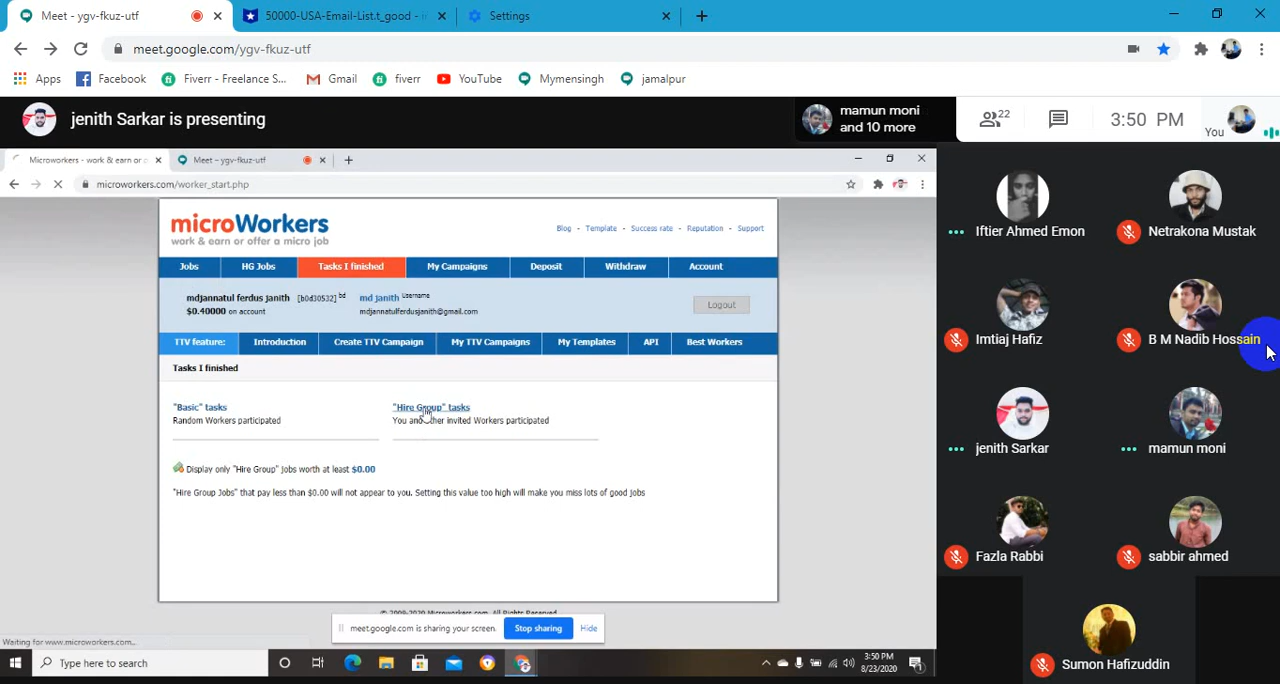 Meet - ygv-fkuz-utf
50000-USA-Email-List.t_good -
Settings
meet.google.com/ygv-fkuz-utf
Apps Facebook Fiverr - Freelance S... Gmail fiverr YouTube Mymensingh jamalpur
jenith Sarkar is presenting
mamun moni
and 10 more
22
3:50 PM
You
Microworkers - work & earn or o
Meet - ygv-fkuz-utf
microworkers.com/worker_start.php
microWorkers
work & earn or offer a micro job
Blog - Template - Success rate - Reputation - Support
Jobs HG Jobs Tasks I finished My Campaigns Deposit Withdraw Account
mdjannatul ferdus janith [b0d30532] bd md janith Username
$0.40000 on account mdjannatulferdusjanith@gmail.com
Logout
TTV feature: Introduction Create TTV Campaign My TTV Campaigns My Templates API Best Workers
Tasks I finished
"Basic" tasks
Random Workers participated
"Hire Group" tasks
You and other invited Workers participated
Display only "Hire Group" jobs worth at least $0.00
"Hire Group Jobs" that pay less than $0.00 will not appear to you. Setting this value too high will make you miss lots of good jobs
© 2009-2020 Microworkers.com. All Rights Reserved
meet.google.com is sharing your screen. Stop sharing Hide
Waiting for www.microworkers.com...
Type here to search
3:50 PM
8/23/2020
Iftier Ahmed Emon
Netrakona Mustak
Imtiaj Hafiz
B M Nadib Hossain
jenith Sarkar
mamun moni
Fazla Rabbi
sabbir ahmed
Sumon Hafizuddin